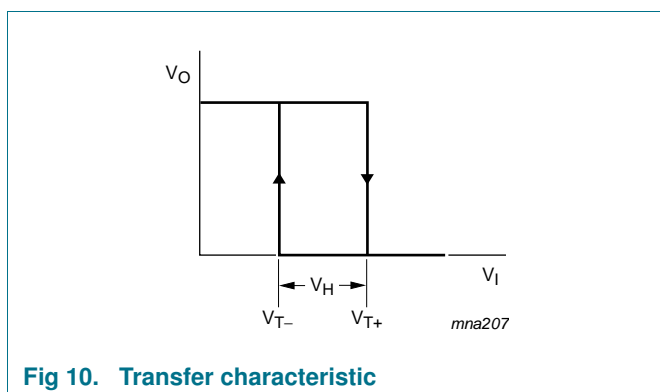 VO
VI
VH
VT−
VT+
mna207
Fig 10. Transfer characteristic